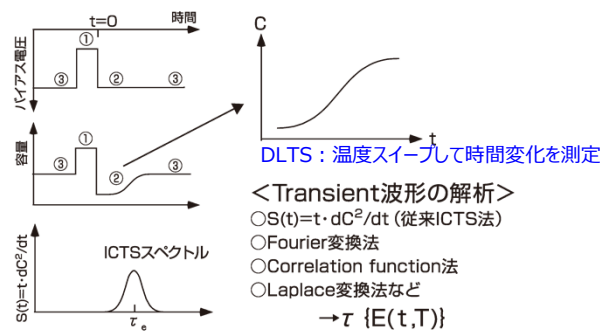 t=0
時間
バイアス電圧
①
③
②
③
容量
①
③
②
③
S(t)=t・dC²/dt
ICTSスペクトル
τe
C
t
DLTS：温度スイープして時間変化を測定
＜Transient波形の解析＞
○S(t)=t・dC²/dt (従来ICTS法)
○Fourier変換法
○Correlation function法
○Laplace変換法など
→τ {E(t,T)}